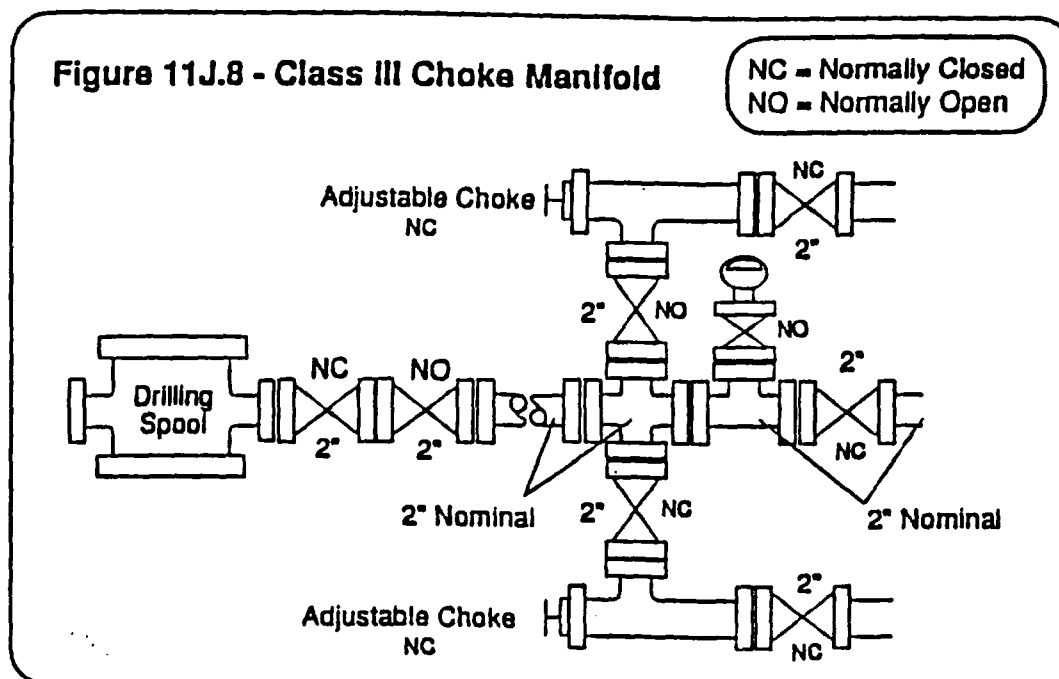 Figure 11J.8 - Class III Choke Manifold
NC = Normally Closed
NO = Normally Open
Adjustable Choke
NC
NC
2"
2"
NO
NO
Drilling
Spool
NC
2"
NO
2"
2"
NC
2" Nominal
2"
NC
2" Nominal
Adjustable Choke
NC
2"
NC